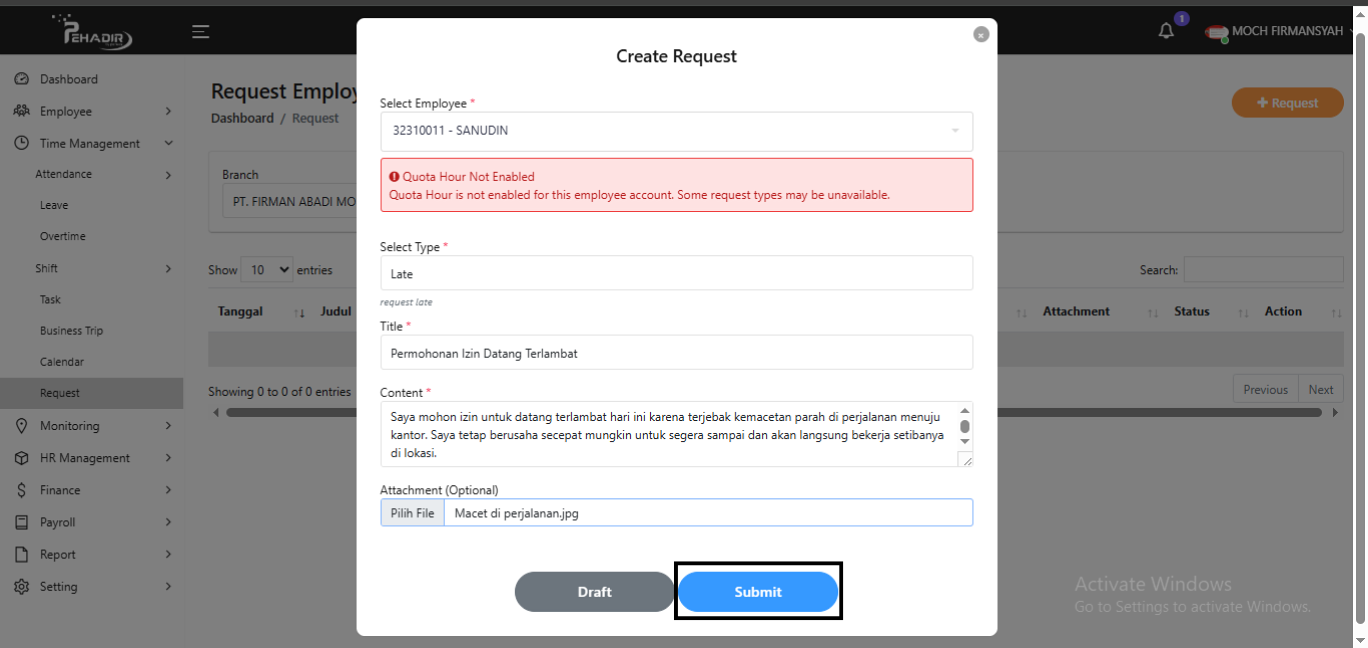 PEHADIR
1
MOCH FIRMANSYAH
Dashboard
Employee
Time Management
Attendance
Leave
Overtime
Shift
Task
Business Trip
Calendar
Request
Monitoring
HR Management
Finance
Payroll
Report
Setting
Request Employ
Dashboard / Request
+ Request
Branch
PT. FIRMAN ABADI MO
Show 10 entries
Search:
Tanggal
Judul
Attachment
Status
Action
Showing 0 to 0 of 0 entries
Previous
Next
Create Request
Select Employee *
32310011 - SANUDIN
Quota Hour Not Enabled
Quota Hour is not enabled for this employee account. Some request types may be unavailable.
Select Type *
Late
request late
Title *
Permohonan Izin Datang Terlambat
Content *
Saya mohon izin untuk datang terlambat hari ini karena terjebak kemacetan parah di perjalanan menuju
kantor. Saya tetap berusaha secepat mungkin untuk segera sampai dan akan langsung bekerja setibanya
di lokasi.
Attachment (Optional)
Pilih File
Macet di perjalanan.jpg
Draft
Submit
Activate Windows
Go to Settings to activate Windows.